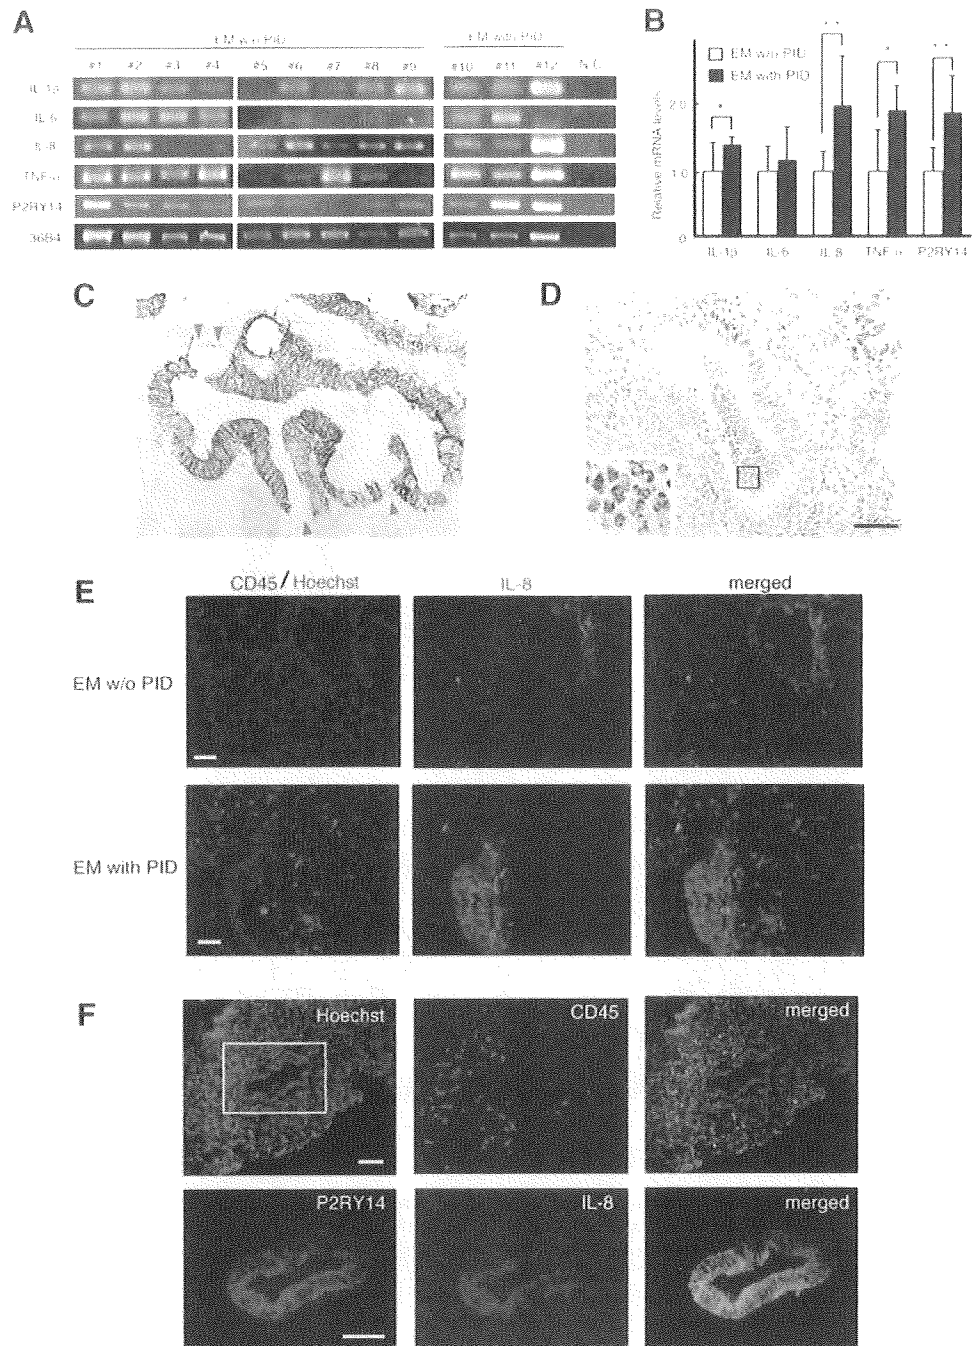 A
EM w/o PID
EM with PID
#1 #2 #3 #4 #5 #6 #7 #8 #9 #10 #11 #12 N.C.
IL-1β
IL-6
IL-8
TNF-α
P2RY14
36B4
B
EM w/o PID
EM with PID
Relative mRNA levels
2.0
1.0
0
* ** * **
IL-1β IL-6 IL-8 TNF-α P2RY14
C
D
E
CD45/Hoechst IL-8 merged
EM w/o PID
EM with PID
F
Hoechst CD45 merged
P2RY14 IL-8 merged